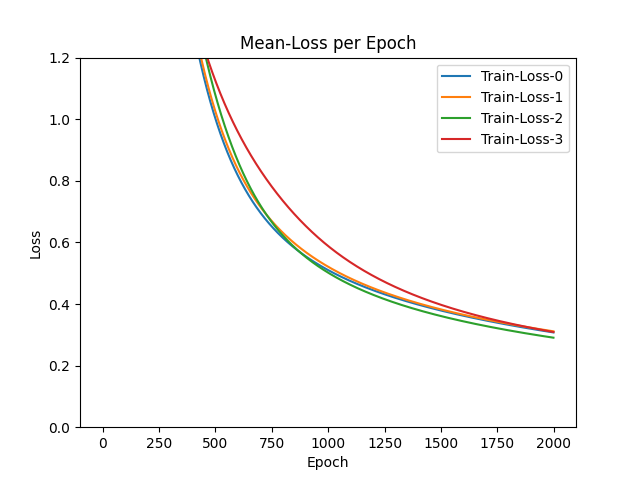 Mean-Loss per Epoch
1.2
1.0
0.8
0.6
0.4
0.2
0.0
Loss
Train-Loss-0
Train-Loss-1
Train-Loss-2
Train-Loss-3
0 250 500 750 1000 1250 1500 1750 2000
Epoch